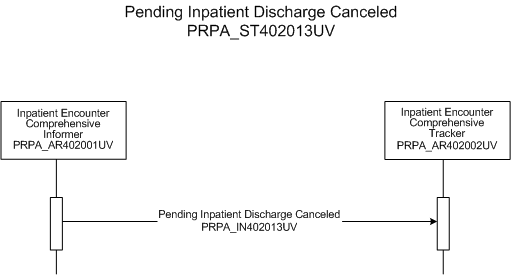 Pending Inpatient Discharge Canceled
PRPA_ST402013UV
Inpatient Encounter
Comprehensive
Informer
PRPA_AR402001UV
Inpatient Encounter
Comprehensive
Tracker
PRPA_AR402002UV
Pending Inpatient Discharge Canceled
PRPA_IN402013UV